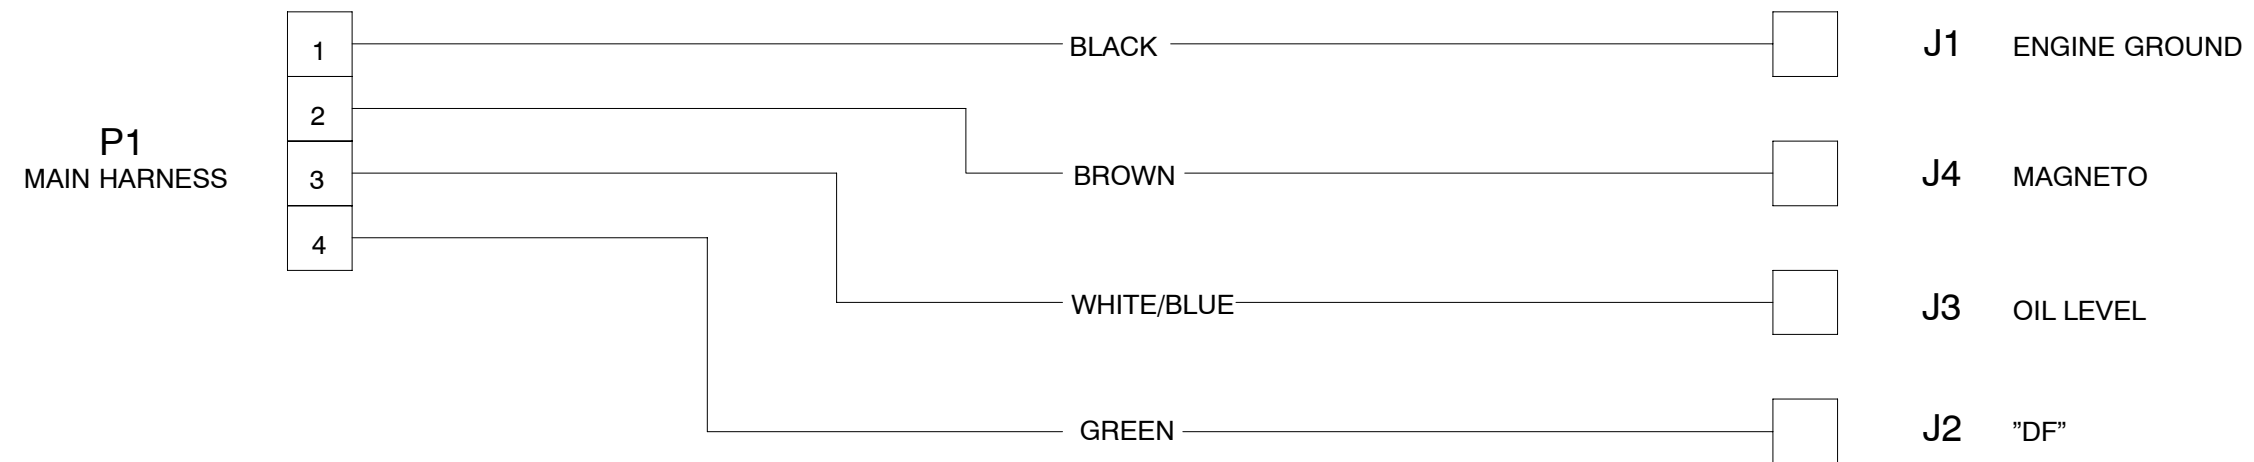 P1
MAIN HARNESS
1
2
3
4
BLACK
BROWN
WHITE/BLUE
GREEN
J1 ENGINE GROUND
J4 MAGNETO
J3 OIL LEVEL
J2 ”DF”